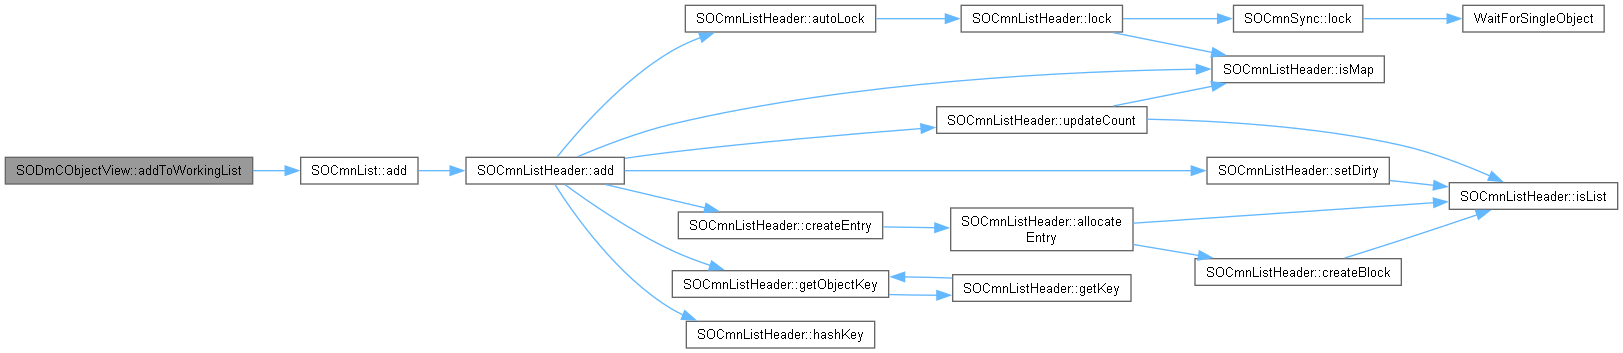 SOCmnListHeader::autoLock
SOCmnListHeader::lock
SOCmnSync::lock
WaitForSingleObject
SOCmnListHeader::isMap
SOCmnListHeader::updateCount
SODmCObjectView::addToWorkingList
SOCmnList::add
SOCmnListHeader::add
SOCmnListHeader::setDirty
SOCmnListHeader::isList
SOCmnListHeader::createEntry
SOCmnListHeader::allocate
Entry
SOCmnListHeader::createBlock
SOCmnListHeader::getObjectKey
SOCmnListHeader::getKey
SOCmnListHeader::hashKey